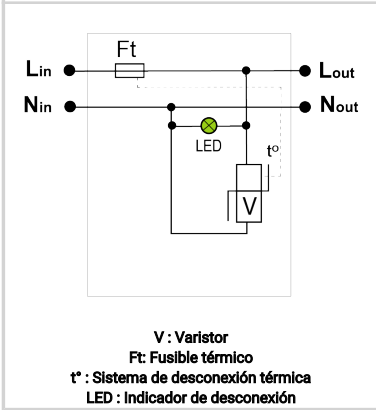 Ft
Lin Lout
Nin Nout
LED
t°
V
V : Varistor
Ft: Fusible térmico
t° : Sistema de desconexión térmica
LED : Indicador de desconexión